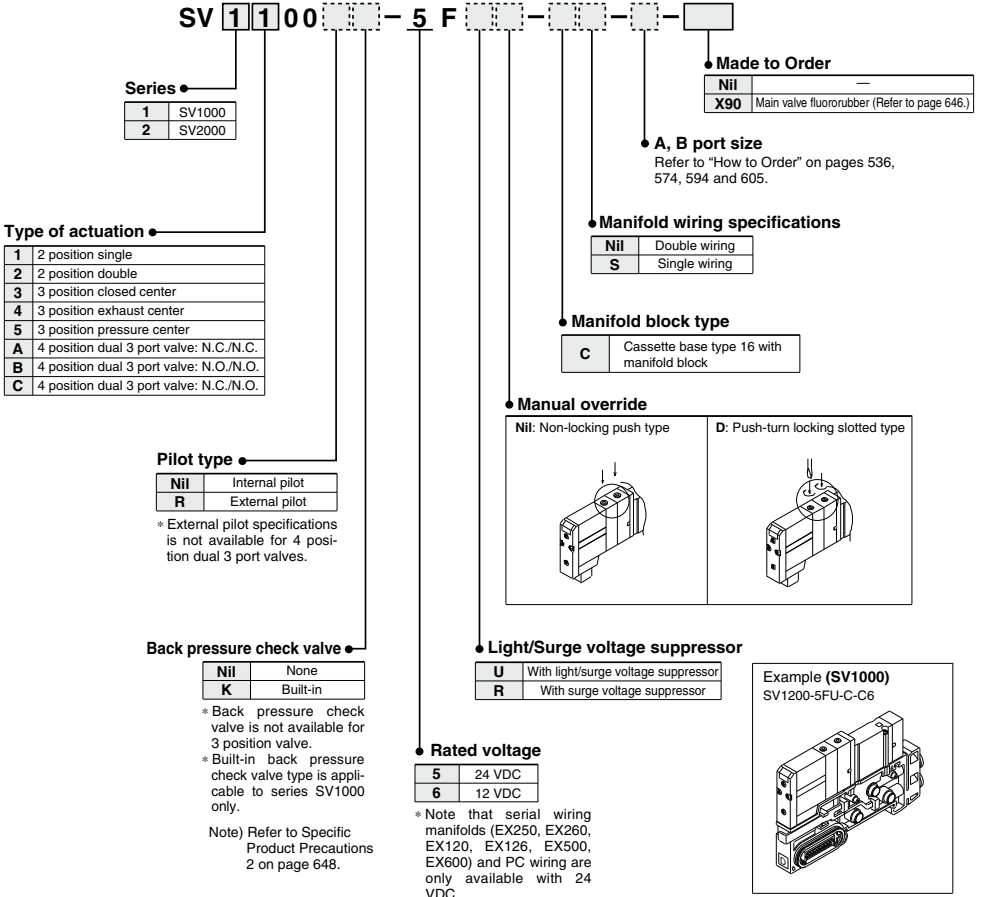 SV 1 1 00 - 5 F - - -
Made to Order
Nil —
X90 Main valve fluororubber (Refer to page 646.)
Series
1 SV1000
2 SV2000
A, B port size
Refer to "How to Order" on pages 536,
574, 594 and 605.
Manifold wiring specifications
Nil Double wiring
S Single wiring
Type of actuation
1 2 position single
2 2 position double
3 3 position closed center
4 3 position exhaust center
5 3 position pressure center
A 4 position dual 3 port valve: N.C./N.C.
B 4 position dual 3 port valve: N.O./N.O.
C 4 position dual 3 port valve: N.C./N.O.
Manifold block type
C Cassette base type 16 with
manifold block
Manual override
Nil: Non-locking push type
D: Push-turn locking slotted type
Pilot type
Nil Internal pilot
R External pilot
* External pilot specifications
is not available for 4 posi-
tion dual 3 port valves.
Back pressure check valve
Nil None
K Built-in
* Back pressure check
valve is not available for
3 position valve.
* Built-in back pressure
check valve type is appli-
cable to series SV1000
only.
Note) Refer to Specific
Product Precautions
2 on page 648.
Light/Surge voltage suppressor
U With light/surge voltage suppressor
R With surge voltage suppressor
Rated voltage
5 24 VDC
6 12 VDC
* Note that serial wiring
manifolds (EX250, EX260,
EX120, EX126, EX500,
EX600) and PC wiring are
only available with 24
VDC
Example (SV1000)
SV1200-5FU-C-C6